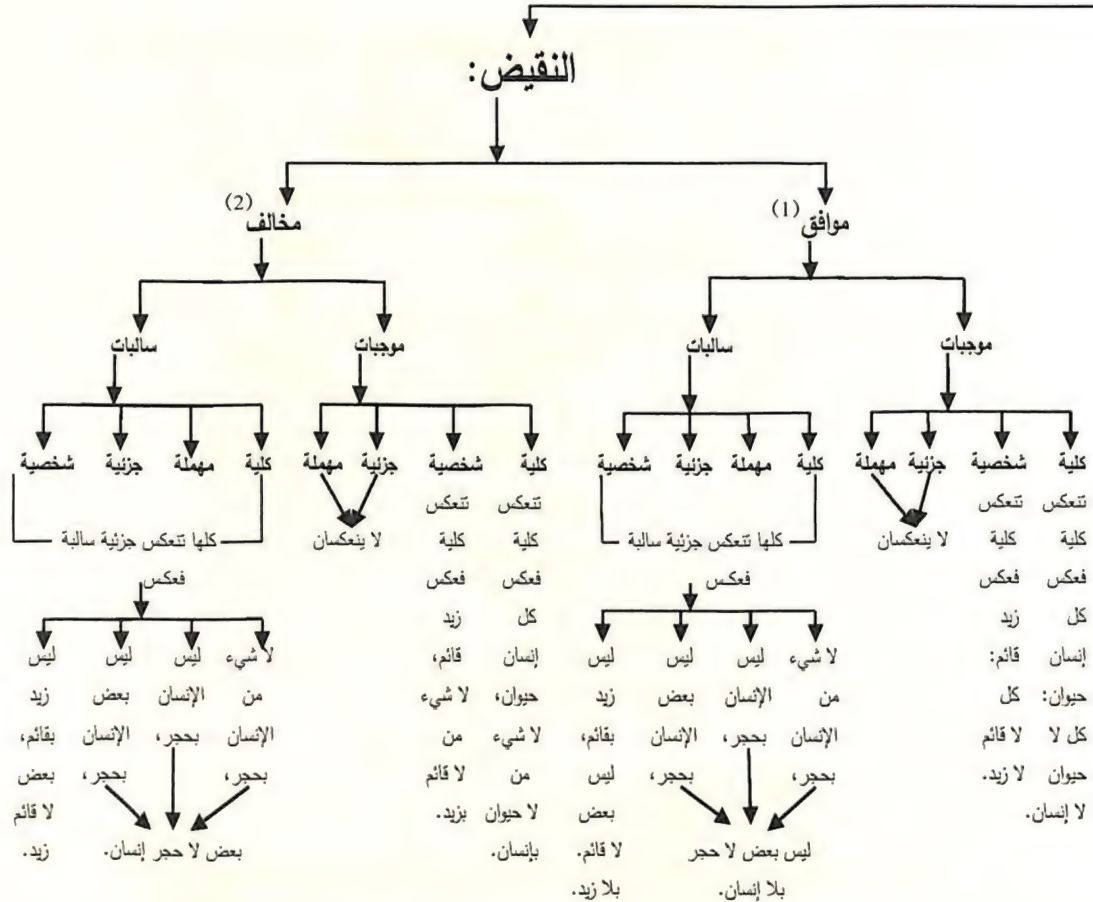 النقيض:
موافق (1)
مخالف (2)
موجبات
سالبات
موجبات
سالبات
كلية شخصية جزئية مهملة
كلية مهملة جزئية شخصية
كلية شخصية جزئية مهملة
كلية مهملة جزئية شخصية
تتعكس
كلية
فعكس
كل
إنسان
حيوان:
كل لا
حيوان
لا إنسان.
تتعكس
كلية
فعكس
زيد
قائم:
كل
لا قائم
لا زيد.
لا ينعكسان
كلها تتعكس جزئية سالبة
فعكس
لا شيء
من
الإنسان
بحجر،
ليس
الإنسان
بحجر،
ليس
بعض
الإنسان
بحجر،
ليس بعض لا حجر
بلا إنسان.
ليس
زيد
بقائم،
ليس
بعض
لا قائم.
بلا زيد.
تتعكس
كلية
فعكس
كل
إنسان
حيوان،
لا شيء
من
لا حيوان
بإنسان.
تتعكس
كلية
فعكس
زيد
قائم،
لا شيء
من
لا قائم
بزيد.
لا ينعكسان
كلها تتعكس جزئية سالبة
فعكس
لا شيء
من
الإنسان
بحجر،
ليس
الإنسان
بحجر،
ليس
بعض
الإنسان
بحجر،
بعض لا حجر إنسان.
ليس
زيد
بقائم،
بعض
لا قائم
زيد.